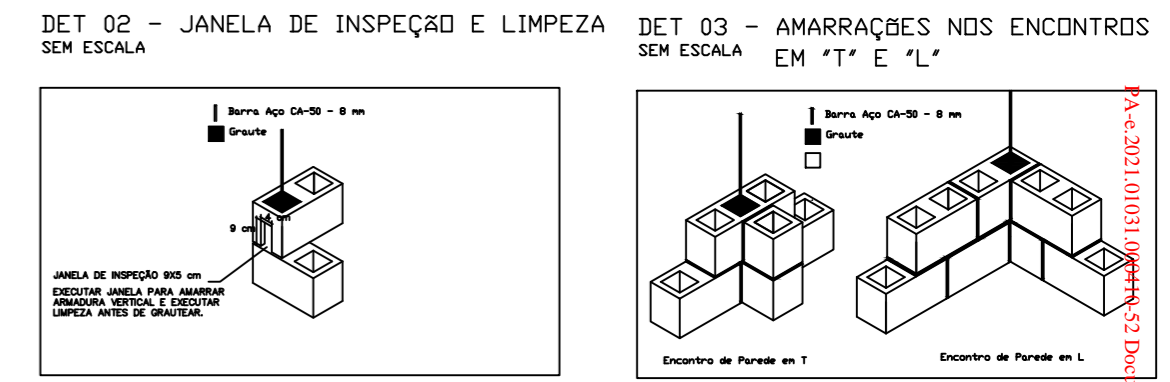 DET 02 - JANELA DE INSPEÇÃO E LIMPEZA
SEM ESCALA
Barra Aço CA-50 - 8 mm
Graute
4 cm
9 cm
JANELA DE INSPEÇÃO 9X5 cm
EXECUTAR JANELA PARA AMARRAR
ARMADURA VERTICAL E EXECUTAR
LIMPEZA ANTES DE GRAUTEAR.
DET 03 - AMARRAÇÕES NOS ENCONTROS
EM "T" E "L"
SEM ESCALA
Barra Aço CA-50 - 8 mm
Graute
Encontro de Parede em T
Encontro de Parede em L
PA-e.2021.01031.000410-52 Doc